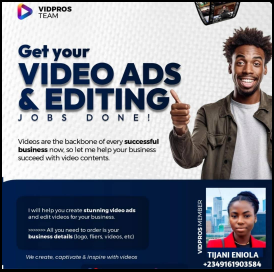 VIDPROS
TEAM
Get your
VIDEO ADS
& EDITING
JOBS DONE!
Videos are the backbone of every successful
business now, so let me help your business
succeed with video contents.
I will help you create stunning video ads
and edit videos for your business.
>>>>>> All you need to order is your
business details (logo, fliers, videos, etc)
We create, captivate & inspire with videos
VIDPROS MEMBER
TIJANI ENIOLA
+2349161903584